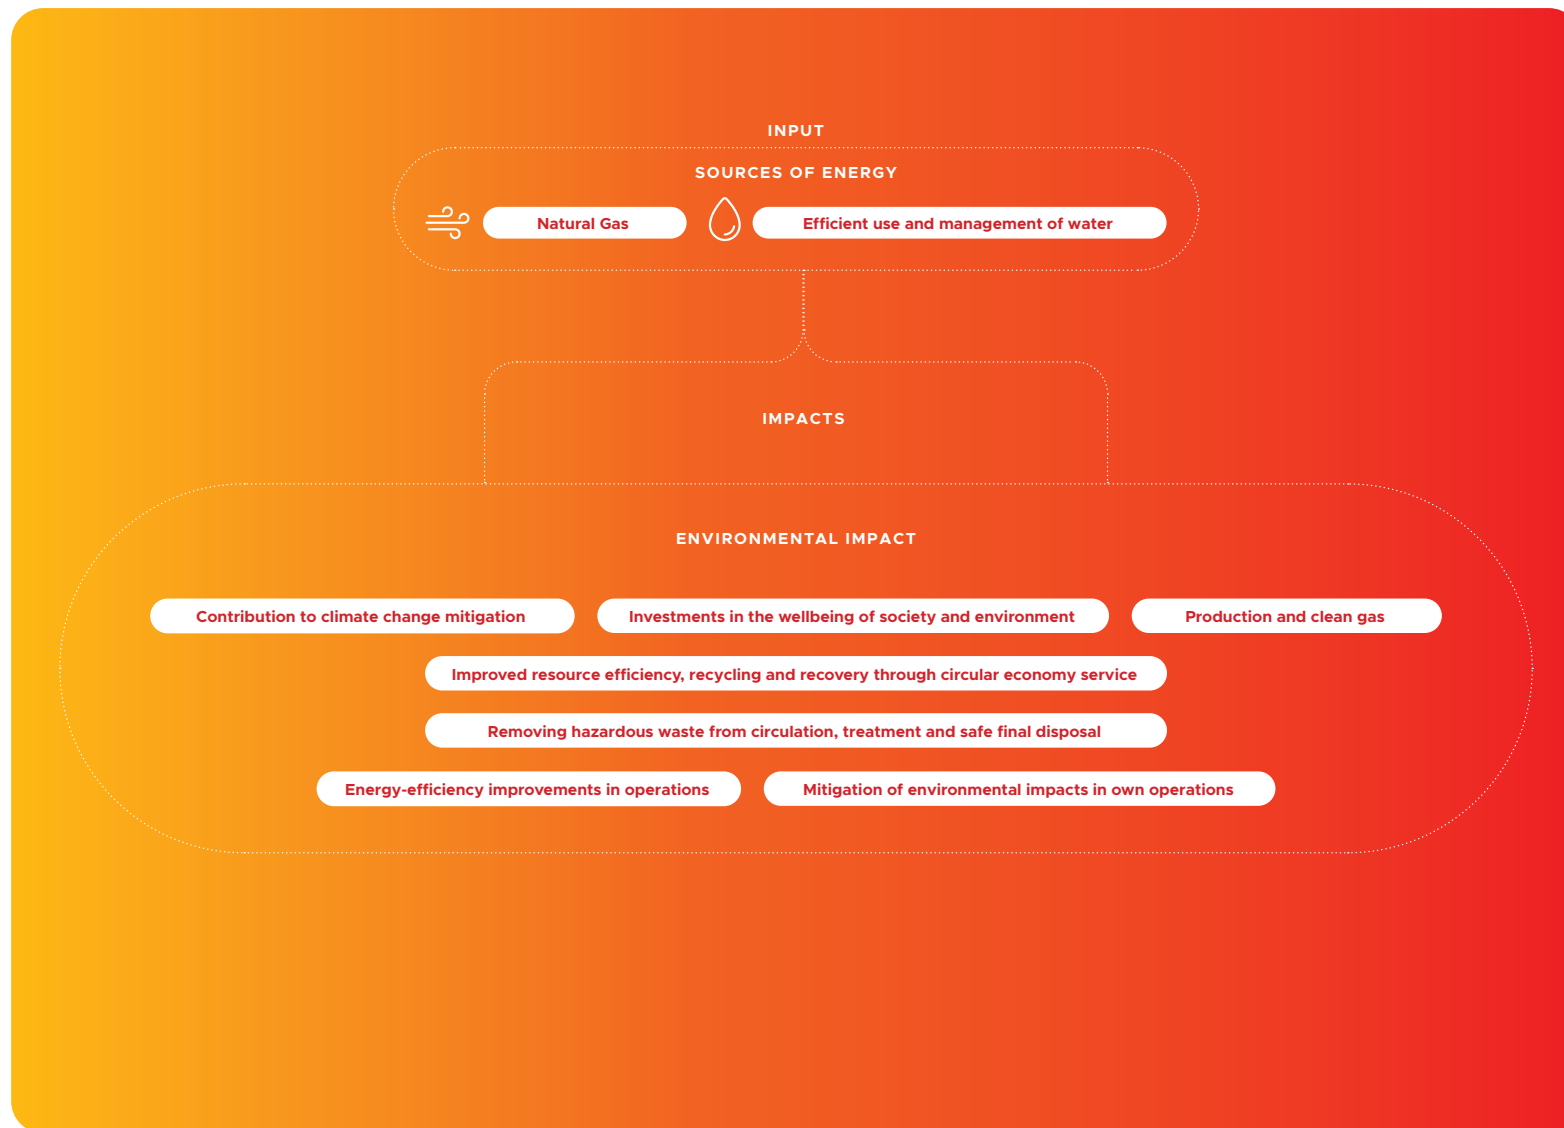 INPUT
SOURCES OF ENERGY
Natural Gas
Efficient use and management of water
IMPACTS
ENVIRONMENTAL IMPACT
Contribution to climate change mitigation
Investments in the wellbeing of society and environment
Production and clean gas
Improved resource efficiency, recycling and recovery through circular economy service
Removing hazardous waste from circulation, treatment and safe final disposal
Energy-efficiency improvements in operations
Mitigation of environmental impacts in own operations